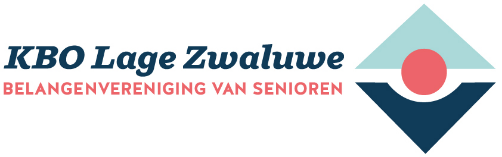 KBO Lage Zwaluwe
BELANGENVERENIGING VAN SENIOREN